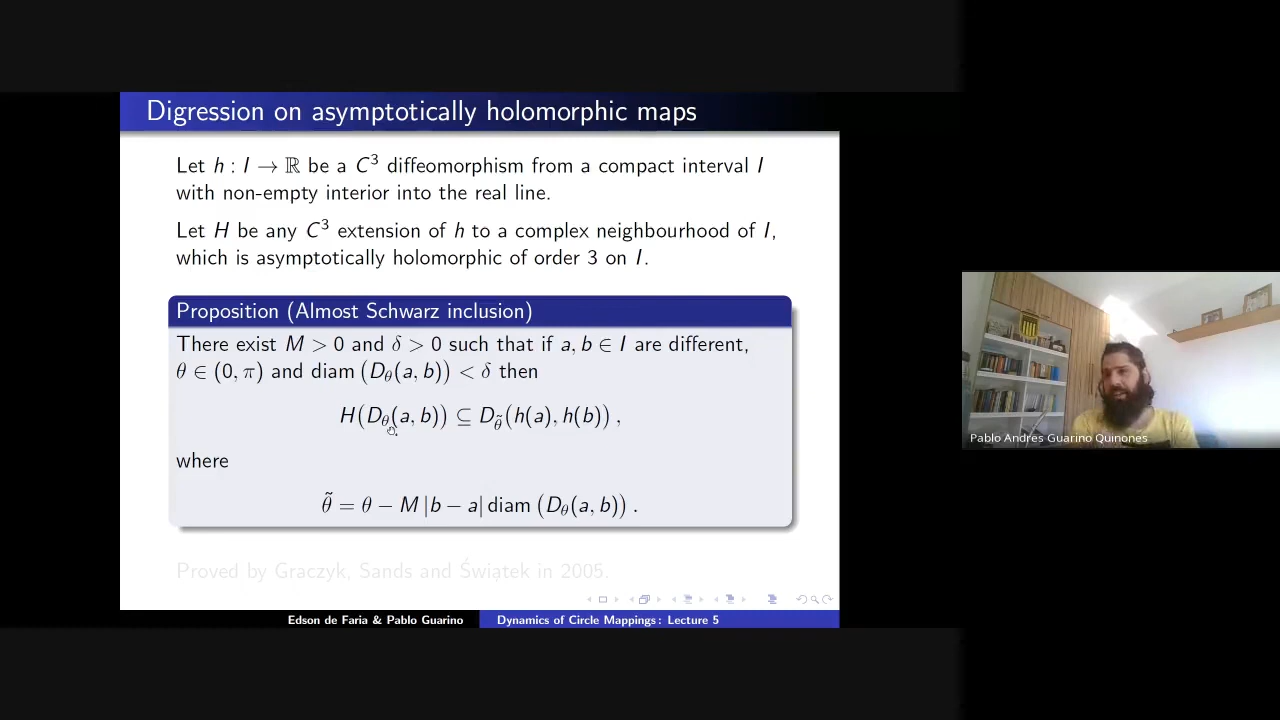 Digression on asymptotically holomorphic maps
Let h : I → ℝ be a C³ diffeomorphism from a compact interval I
with non-empty interior into the real line.
Let H be any C³ extension of h to a complex neighbourhood of I,
which is asymptotically holomorphic of order 3 on I.
Proposition (Almost Schwarz inclusion)
There exist M > 0 and δ > 0 such that if a, b ∈ I are different,
θ ∈ (0, π) and diam (D_θ(a, b)) < δ then
H(D_θ(a, b)) ⊆ D_θ̃(h(a), h(b)) ,
where
θ̃ = θ − M |b − a| diam (D_θ(a, b)) .
Proved by Graczyk, Sands and Świątek in 2005.
Edson de Faria & Pablo Guarino
Dynamics of Circle Mappings: Lecture 5
Pablo Andres Guarino Quinones